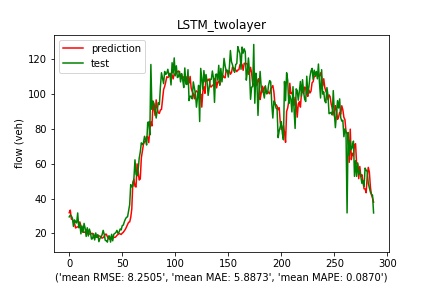 LSTM_twolayer
prediction
test
120
100
80
60
40
20
flow (veh)
0 50 100 150 200 250 300
('mean RMSE: 8.2505', 'mean MAE: 5.8873', 'mean MAPE: 0.0870')